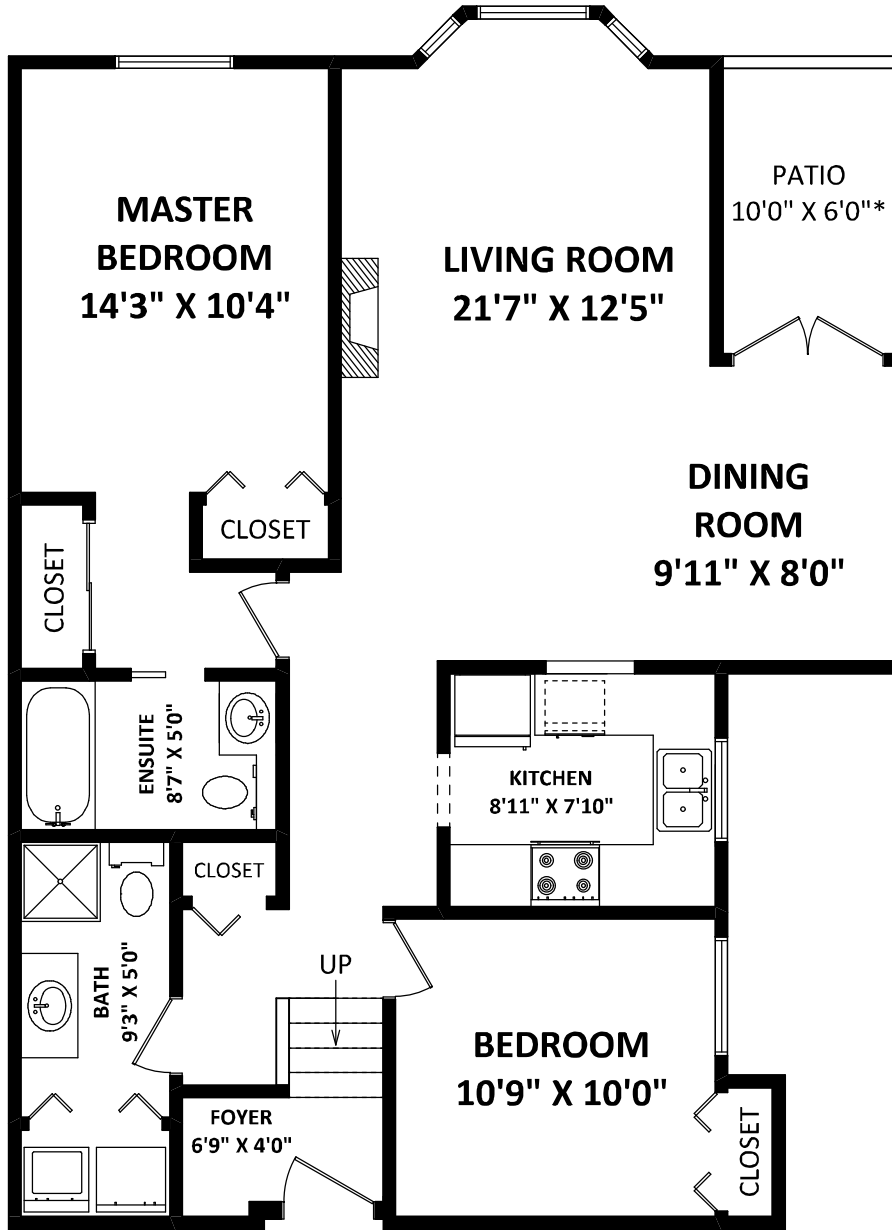 MASTER
BEDROOM
14'3" X 10'4"
LIVING ROOM
21'7" X 12'5"
PATIO
10'0" X 6'0"*
CLOSET
CLOSET
DINING
ROOM
9'11" X 8'0"
ENSUITE
8'7" X 5'0"
KITCHEN
8'11" X 7'10"
CLOSET
BATH
9'3" X 5'0"
UP
BEDROOM
10'9" X 10'0"
FOYER
6'9" X 4'0"
CLOSET